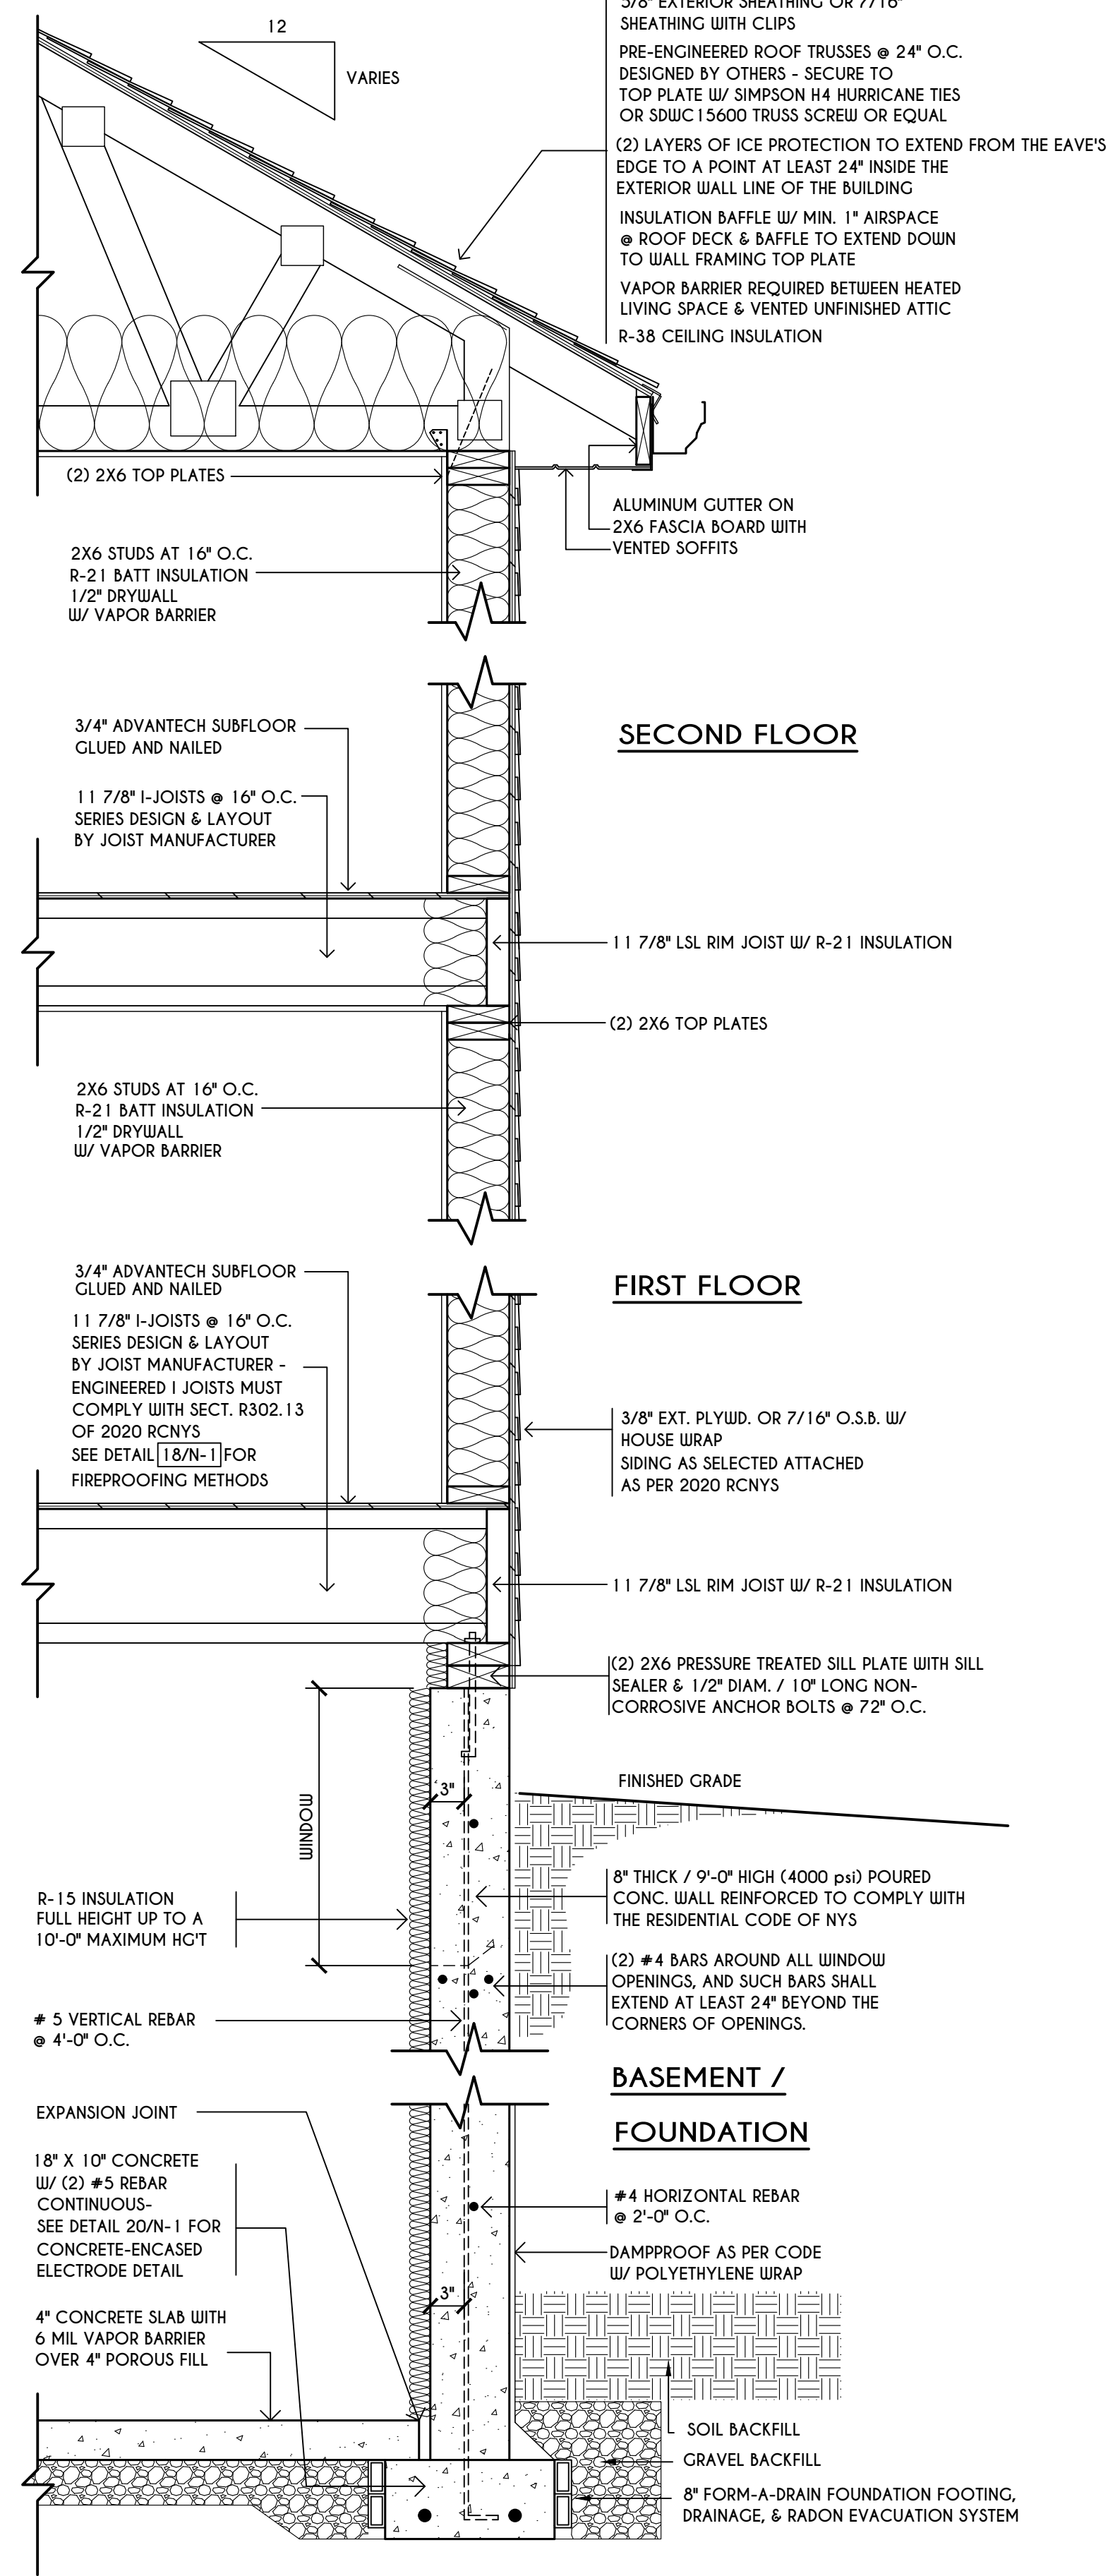 5/8" EXTERIOR SHEATHING OR 7/16"
SHEATHING WITH CLIPS
12
VARIES
PRE-ENGINEERED ROOF TRUSSES @ 24" O.C.
DESIGNED BY OTHERS - SECURE TO
TOP PLATE W/ SIMPSON H4 HURRICANE TIES
OR SDWC15600 TRUSS SCREW OR EQUAL
(2) LAYERS OF ICE PROTECTION TO EXTEND FROM THE EAVE'S
EDGE TO A POINT AT LEAST 24" INSIDE THE
EXTERIOR WALL LINE OF THE BUILDING
INSULATION BAFFLE W/ MIN. 1" AIRSPACE
@ ROOF DECK & BAFFLE TO EXTEND DOWN
TO WALL FRAMING TOP PLATE
VAPOR BARRIER REQUIRED BETWEEN HEATED
LIVING SPACE & VENTED UNFINISHED ATTIC
R-38 CEILING INSULATION
(2) 2X6 TOP PLATES
ALUMINUM GUTTER ON
2X6 FASCIA BOARD WITH
VENTED SOFFITS
2X6 STUDS AT 16" O.C.
R-21 BATT INSULATION
1/2" DRYWALL
W/ VAPOR BARRIER
SECOND FLOOR
3/4" ADVANTECH SUBFLOOR
GLUED AND NAILED
11 7/8" I-JOISTS @ 16" O.C.
SERIES DESIGN & LAYOUT
BY JOIST MANUFACTURER
11 7/8" LSL RIM JOIST W/ R-21 INSULATION
(2) 2X6 TOP PLATES
2X6 STUDS AT 16" O.C.
R-21 BATT INSULATION
1/2" DRYWALL
W/ VAPOR BARRIER
FIRST FLOOR
3/4" ADVANTECH SUBFLOOR
GLUED AND NAILED
11 7/8" I-JOISTS @ 16" O.C.
SERIES DESIGN & LAYOUT
BY JOIST MANUFACTURER -
ENGINEERED I JOISTS MUST
COMPLY WITH SECT. R302.13
OF 2020 RCNYS
SEE DETAIL 18/N-1 FOR
FIREPROOFING METHODS
3/8" EXT. PLYWD. OR 7/16" O.S.B. W/
HOUSE WRAP
SIDING AS SELECTED ATTACHED
AS PER 2020 RCNYS
11 7/8" LSL RIM JOIST W/ R-21 INSULATION
(2) 2X6 PRESSURE TREATED SILL PLATE WITH SILL
SEALER & 1/2" DIAM. / 10" LONG NON-
CORROSIVE ANCHOR BOLTS @ 72" O.C.
FINISHED GRADE
3"
WINDOW
8" THICK / 9'-0" HIGH (4000 psi) POURED
CONC. WALL REINFORCED TO COMPLY WITH
THE RESIDENTIAL CODE OF NYS
R-15 INSULATION
FULL HEIGHT UP TO A
10'-0" MAXIMUM HG'T
(2) #4 BARS AROUND ALL WINDOW
OPENINGS, AND SUCH BARS SHALL
EXTEND AT LEAST 24" BEYOND THE
CORNERS OF OPENINGS.
# 5 VERTICAL REBAR
@ 4'-0" O.C.
BASEMENT /
FOUNDATION
EXPANSION JOINT
18" X 10" CONCRETE
W/ (2) #5 REBAR
CONTINUOUS-
SEE DETAIL 20/N-1 FOR
CONCRETE-ENCASED
ELECTRODE DETAIL
#4 HORIZONTAL REBAR
@ 2'-0" O.C.
DAMPPROOF AS PER CODE
W/ POLYETHYLENE WRAP
3"
4" CONCRETE SLAB WITH
6 MIL VAPOR BARRIER
OVER 4" POROUS FILL
SOIL BACKFILL
GRAVEL BACKFILL
8" FORM-A-DRAIN FOUNDATION FOOTING,
DRAINAGE, & RADON EVACUATION SYSTEM